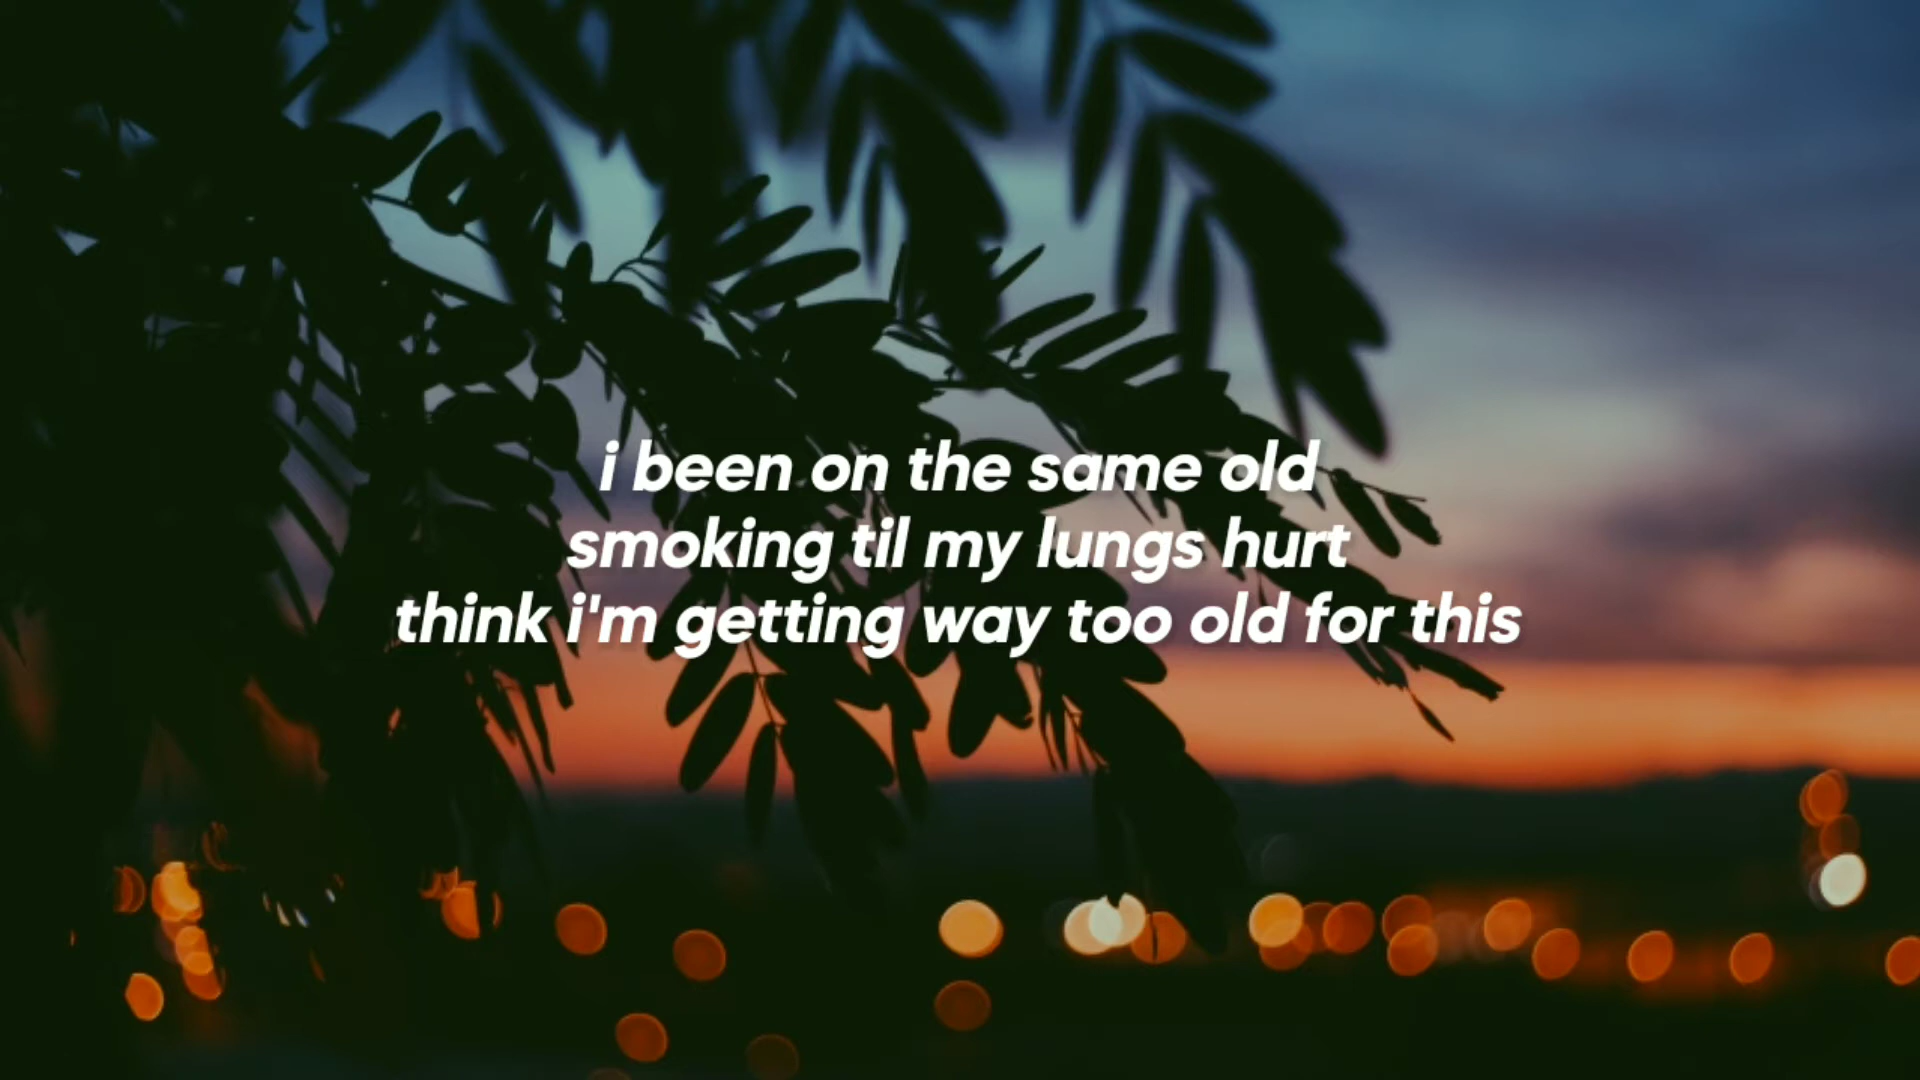 i been on the same old
smoking til my lungs hurt
think i'm getting way too old for this